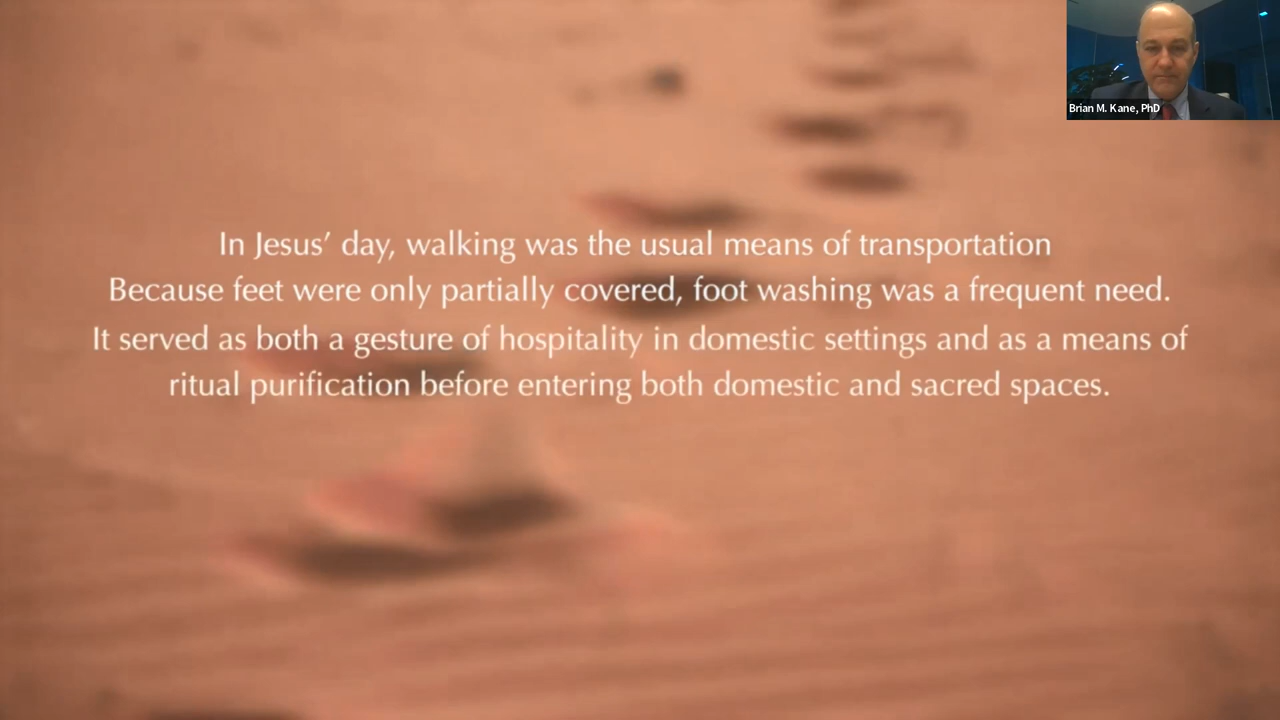 Brian M. Kane, PhD
In Jesus’ day, walking was the usual means of transportation
Because feet were only partially covered, foot washing was a frequent need.
It served as both a gesture of hospitality in domestic settings and as a means of
ritual purification before entering both domestic and sacred spaces.